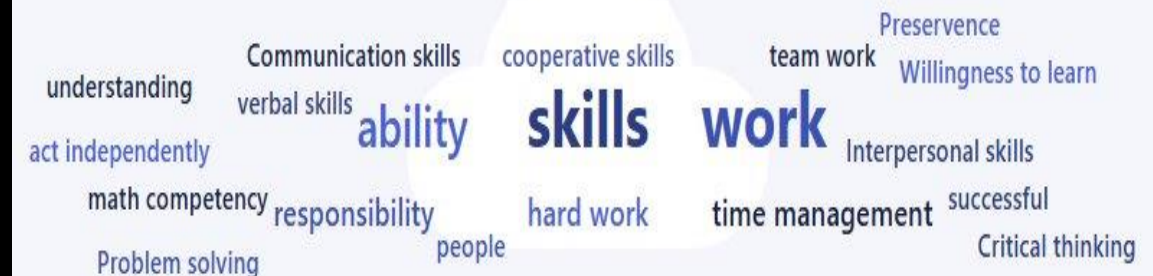 Preservence
Communication skills
cooperative skills
team work
Willingness to learn
understanding
verbal skills
ability
skills
work
act independently
Interpersonal skills
math competency
responsibility
hard work
time management
successful
people
Critical thinking
Problem solving